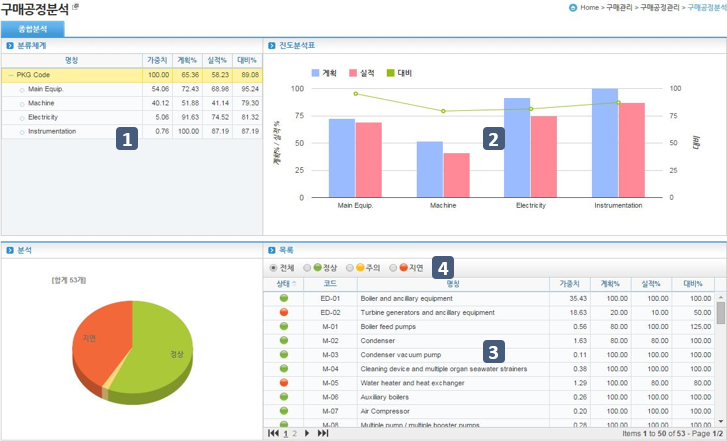 구매공정분석
Home > 구매관리 > 구매공정관리 > 구매공정분석
종합분석
분류체계
명칭 가중치 계획% 실적% 대비%
PKG Code 100.00 65.36 58.23 89.08
Main Equip. 54.06 72.43 68.98 95.24
Machine 40.12 51.88 41.14 79.30
Electricity 5.06 91.63 74.52 81.32
Instrumentation 0.76 100.00 87.19 87.19
1
진도분석표
계획 실적 대비
100 100
75 75
50 50
25 25
0 0
계획% / 실적%
대비
2
Main Equip. Machine Electricity Instrumentation
분석
[합계 53개]
지연
정상
목록
전체 정상 주의 지연
4
상태 코드 명칭 가중치 계획% 실적% 대비%
ED-01 Boiler and ancillary equipment 35.43 100.00 100.00 100.00
ED-02 Turbine generators and ancillary equipment 18.63 20.00 10.00 50.00
M-01 Boiler feed pumps 0.56 80.00 100.00 125.00
M-02 Condenser 1.63 80.00 80.00 100.00
M-03 Condenser vacuum pump 0.11 100.00 100.00 100.00
3
M-04 Cleaning device and multiple organ seawater strainers 0.38 100.00 100.00 100.00
M-05 Water heater and heat exchanger 1.29 100.00 80.00 80.00
M-06 Auxiliary boilers 0.26 100.00 100.00 100.00
M-07 Air Compressor 0.20 100.00 100.00 100.00
M-08 Multiple pump / multiple booster pumps 0.28 100.00 100.00 100.00
1 2
Items 1 to 50 of 53 - Page 1/2